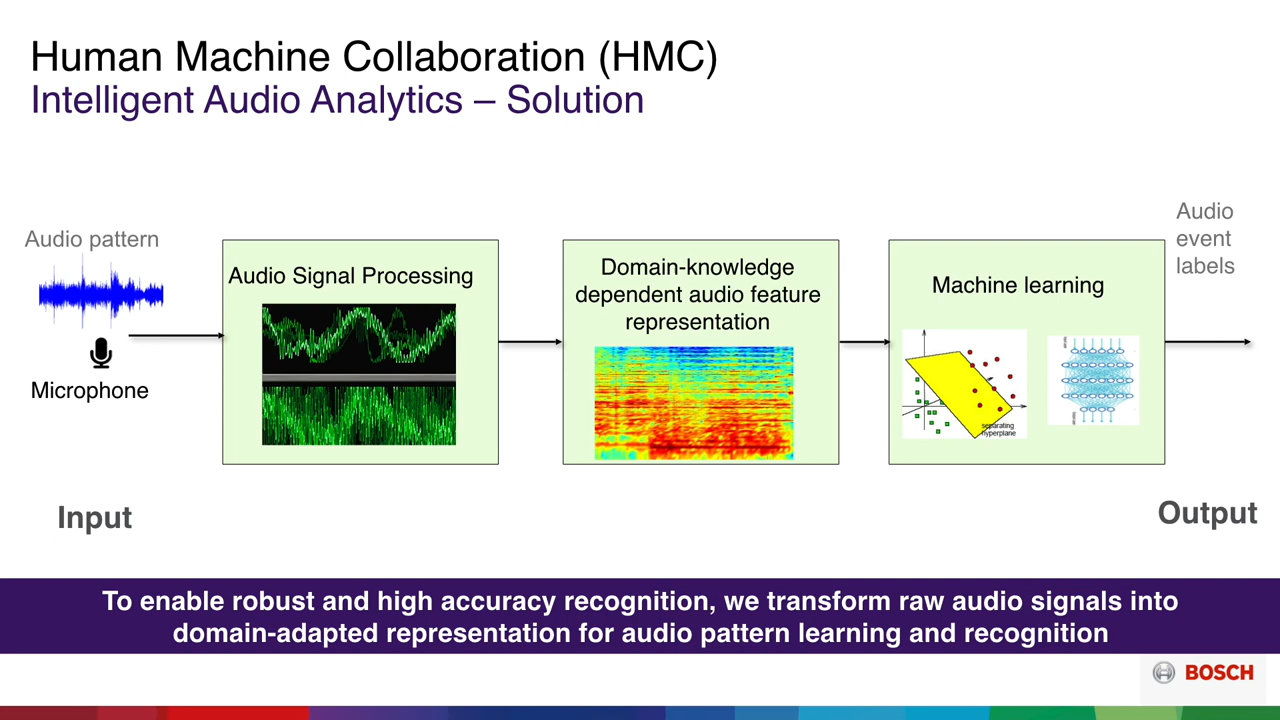 Human Machine Collaboration (HMC)
Intelligent Audio Analytics – Solution
Audio pattern
Microphone
Input
Audio Signal Processing
Domain-knowledge
dependent audio feature
representation
Machine learning
separating
hyperplane
Audio
event
labels
Output
To enable robust and high accuracy recognition, we transform raw audio signals into
domain-adapted representation for audio pattern learning and recognition
BOSCH